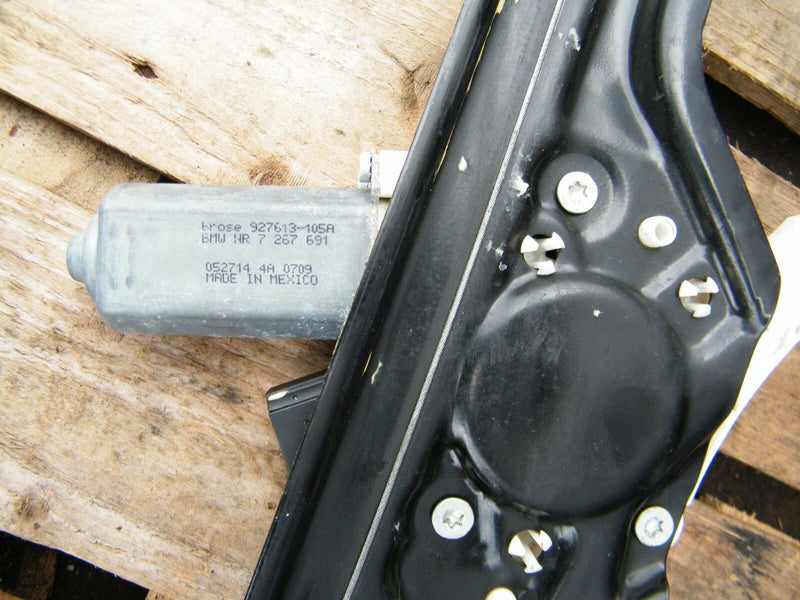 brose 927613-105A
BMW NR 7 267 691
052714 4A 0709
MADE IN MEXICO